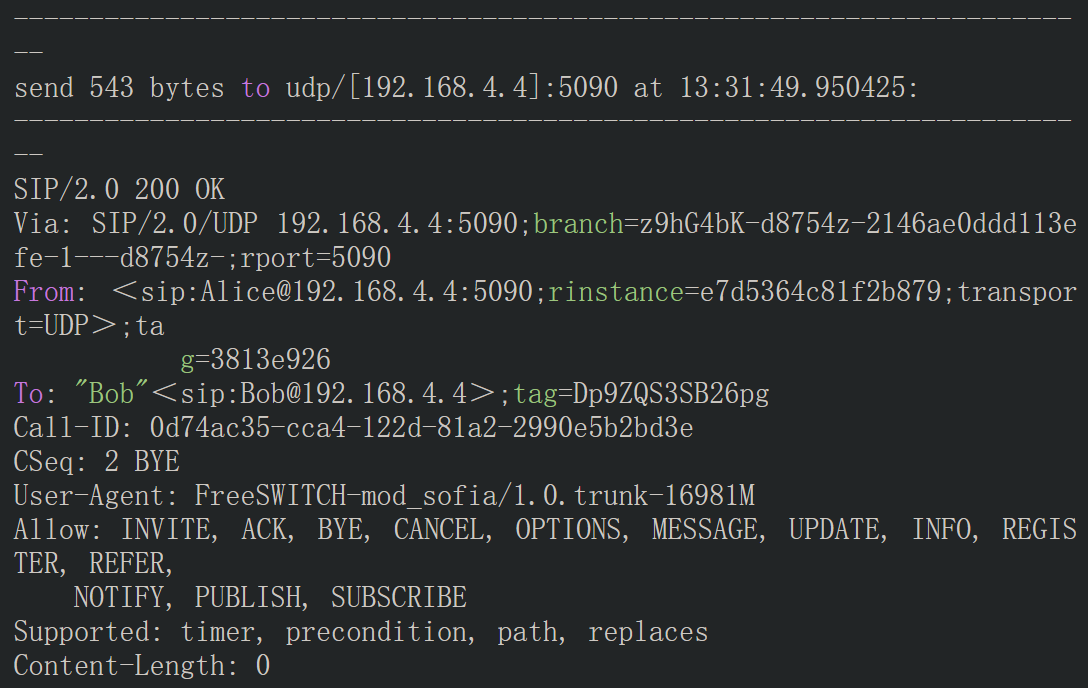 ------------------------------------------------------------------------
--
send 543 bytes to udp/[192.168.4.4]:5090 at 13:31:49.950425:
------------------------------------------------------------------------
--
SIP/2.0 200 OK
Via: SIP/2.0/UDP 192.168.4.4:5090;branch=z9hG4bK-d8754z-2146ae0ddd113e
fe-1---d8754z-;rport=5090
From: <sip:Alice@192.168.4.4:5090;rinstance=e7d5364c81f2b879;transpor
t=UDP>;ta
g=3813e926
To: "Bob"<sip:Bob@192.168.4.4>;tag=Dp9ZQS3SB26pg
Call-ID: 0d74ac35-cca4-122d-81a2-2990e5b2bd3e
CSeq: 2 BYE
User-Agent: FreeSWITCH-mod_sofia/1.0.trunk-16981M
Allow: INVITE, ACK, BYE, CANCEL, OPTIONS, MESSAGE, UPDATE, INFO, REGIS
TER, REFER,
NOTIFY, PUBLISH, SUBSCRIBE
Supported: timer, precondition, path, replaces
Content-Length: 0